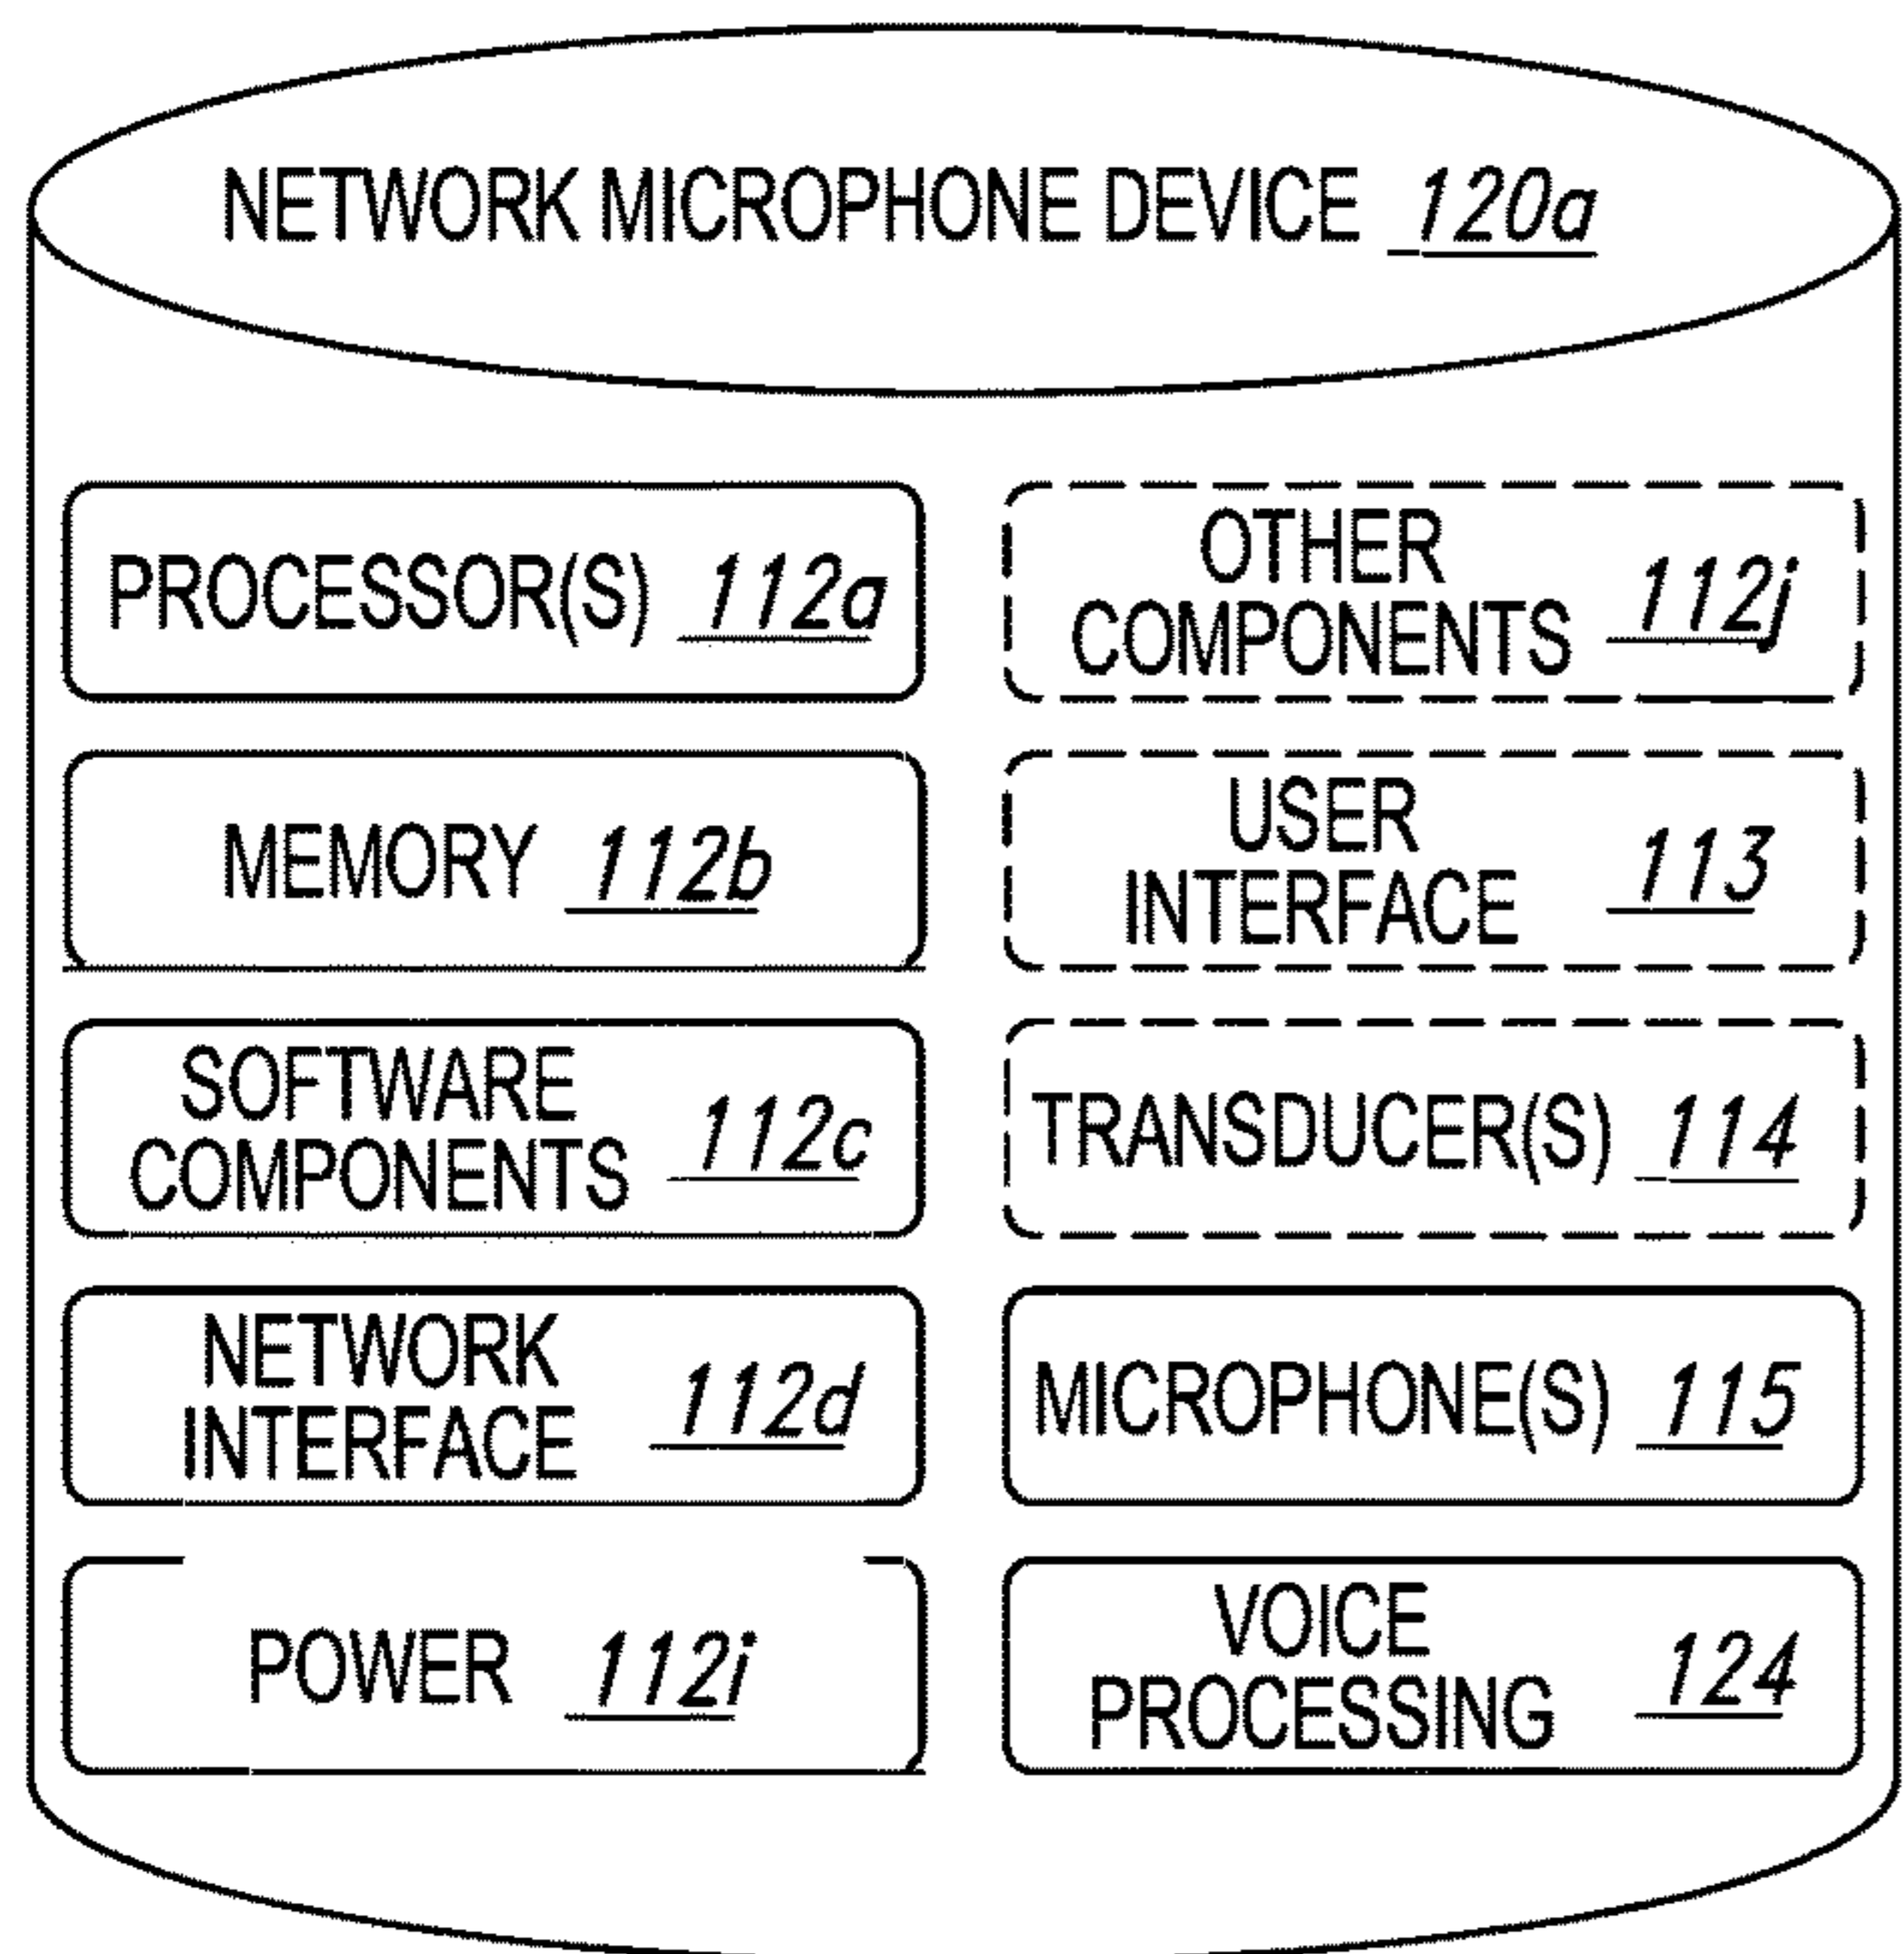 NETWORK MICROPHONE DEVICE 120a
PROCESSOR(S) 112a
MEMORY 112b
SOFTWARE
COMPONENTS 112c
NETWORK
INTERFACE 112d
POWER 112i
OTHER
COMPONENTS 112j
USER
INTERFACE 113
TRANSDUCER(S) 114
MICROPHONE(S) 115
VOICE
PROCESSING 124